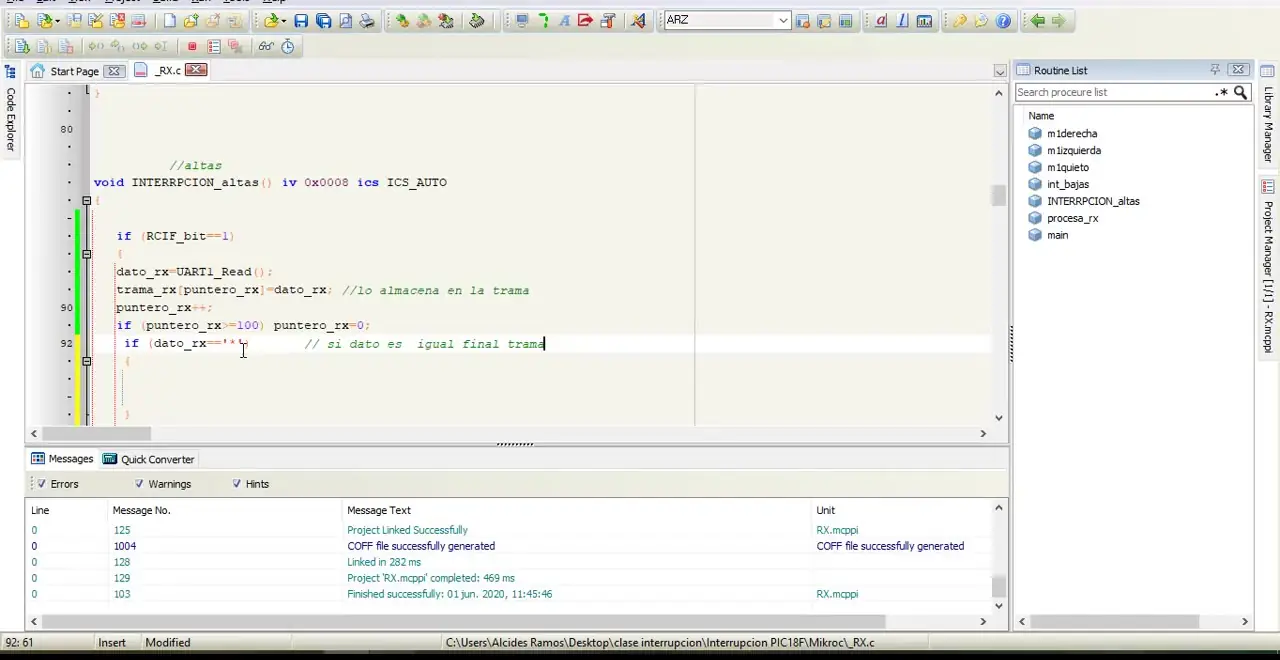 ARZ
Start Page
_RX.c
Routine List
Code Explorer
Search proceure list
.*
Library Manager
Project Manager [1/1] - RX.mcppi
Name
m1derecha
m1izquierda
m1quieto
int_bajas
INTERRPCION_altas
procesa_rx
main
}
80
//altas
void INTERRPCION_altas() iv 0x0008 ics ICS_AUTO
{
if (RCIF_bit==1)
{
dato_rx=UART1_Read();
trama_rx[puntero_rx]=dato_rx; //lo almacena en la trama
90 puntero_rx++;
if (puntero_rx>=100) puntero_rx=0;
92 if (dato_rx=='*') // si dato es igual final trama
{
}
Messages
Quick Converter
Errors
Warnings
Hints
Line Message No. Message Text Unit
0 125 Project Linked Successfully RX.mcppi
0 1004 COFF file successfully generated COFF file successfully generated
0 128 Linked in 282 ms
0 129 Project 'RX.mcppi' completed: 469 ms
0 103 Finished successfully: 01 jun. 2020, 11:45:46 RX.mcppi
92: 61 Insert Modified C:\Users\Alcides Ramos\Desktop\clase interrupcion\Interrupcion PIC18F\Mikroc\_RX.c